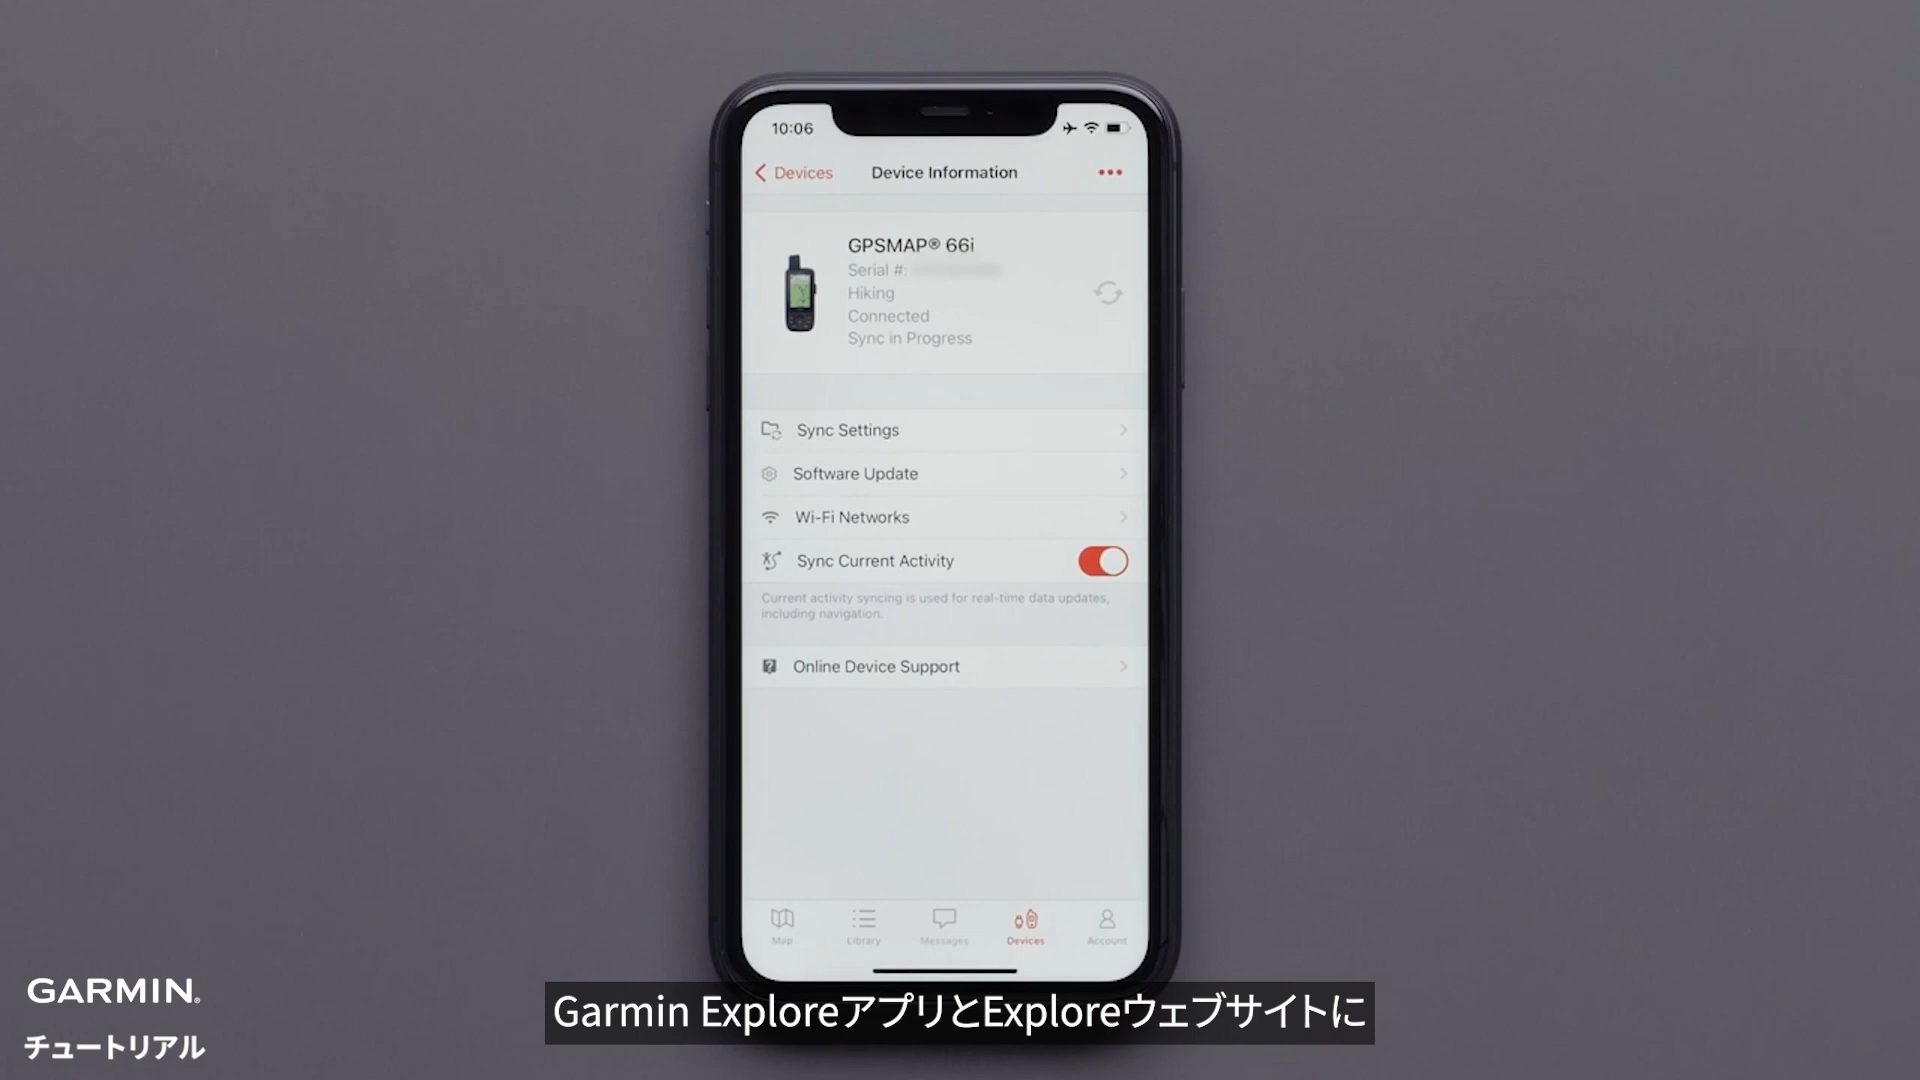 10:06
Devices
Device Information
GPSMAP® 66i
Serial #:
Hiking
Connected
Sync in Progress
Sync Settings
Software Update
Wi-Fi Networks
Sync Current Activity
Current activity syncing is used for real-time data updates,
including navigation.
Online Device Support
Map
Library
Messages
Devices
Account
GARMIN®
チュートリアル
Garmin ExploreアプリとExploreウェブサイトに